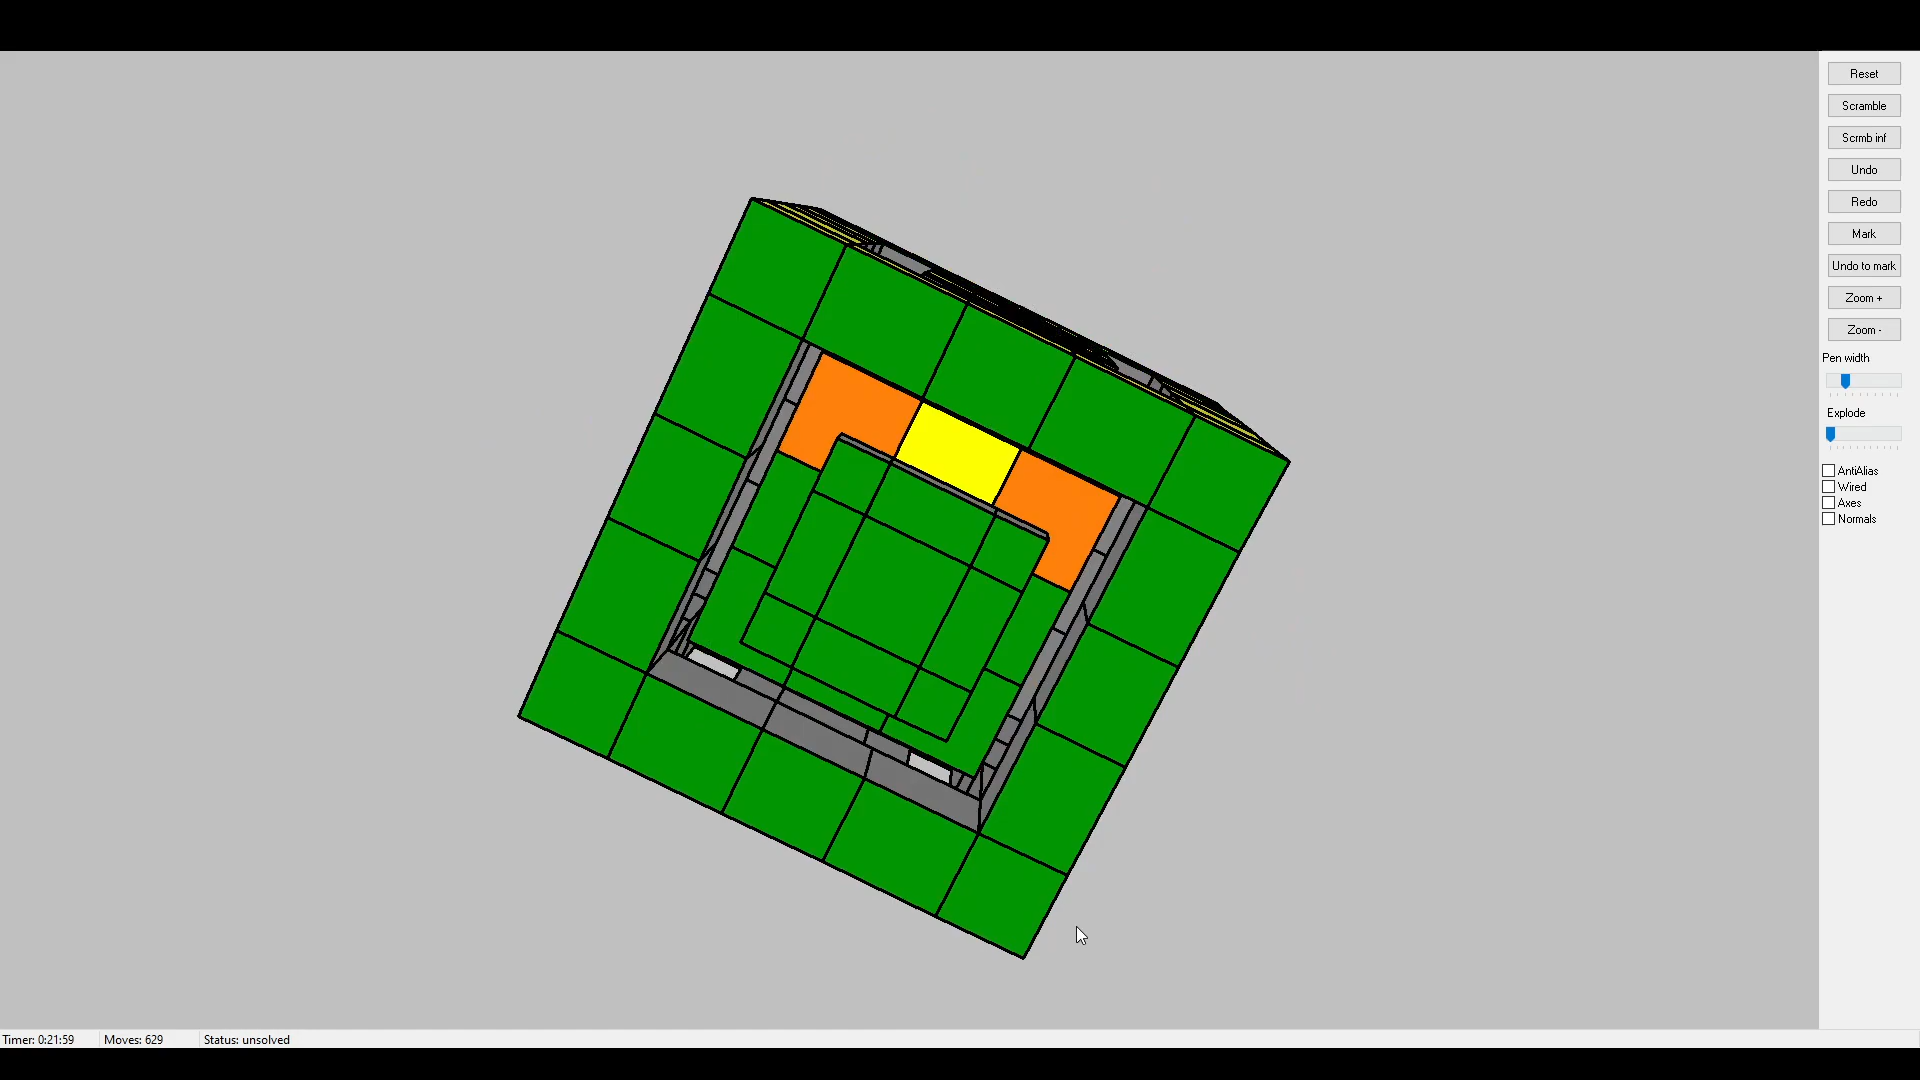 Reset
Scramble
Scrmb inf
Undo
Redo
Mark
Undo to mark
Zoom +
Zoom -
Pen width
Explode
AntiAlias
Wired
Axes
Normals
Timer: 0:21:59 Moves: 629 Status: unsolved